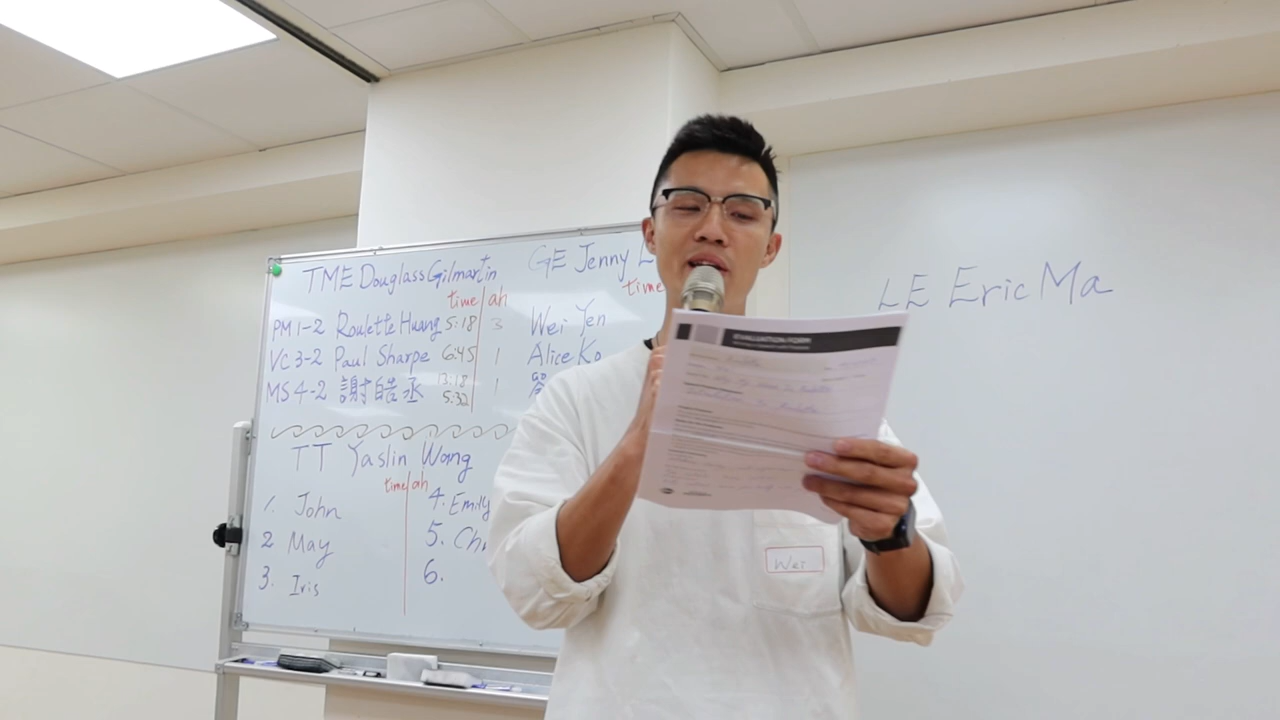 TME Douglass Gilmartin
GE Jenny L
time ah
time
PM 1-2 Roulette Huang 5:18 3 Wei Yen
VC 3-2 Paul Sharpe 6:45 1 Alice Ko
MS 4-2 謝皓丞 13:18 5:32 1
TT Yaslin Wong
time ah
1. John
2 May
3. Iris
4. Emily
5. Ch
6.
LE Eric Ma
EVALUATION FORM
Wei